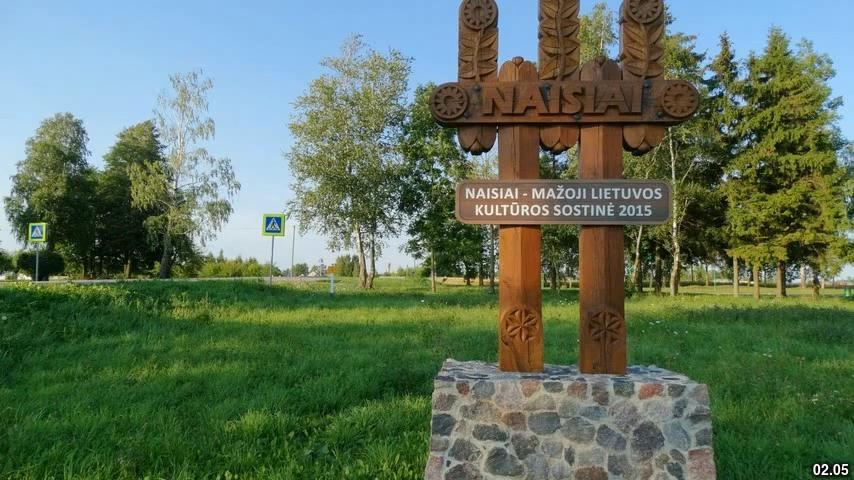 NAISIAI
NAISIAI - MAŽOJI LIETUVOS
KULTŪROS SOSTINĖ 2015
02.05